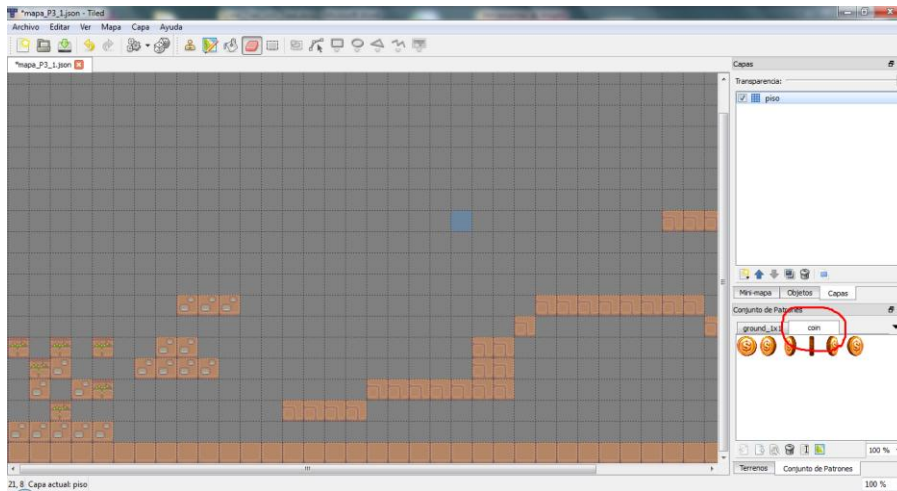 *mapa_P3_1.json - Tiled
Archivo Editar Ver Mapa Capa Ayuda
*mapa_P3_1.json
Capas
Transparencia:
piso
Mini-mapa Objetos Capas
Conjunto de Patrones
ground_1x1 coin
100 %
Terrenos Conjunto de Patrones
21, 8 Capa actual: piso
100 %